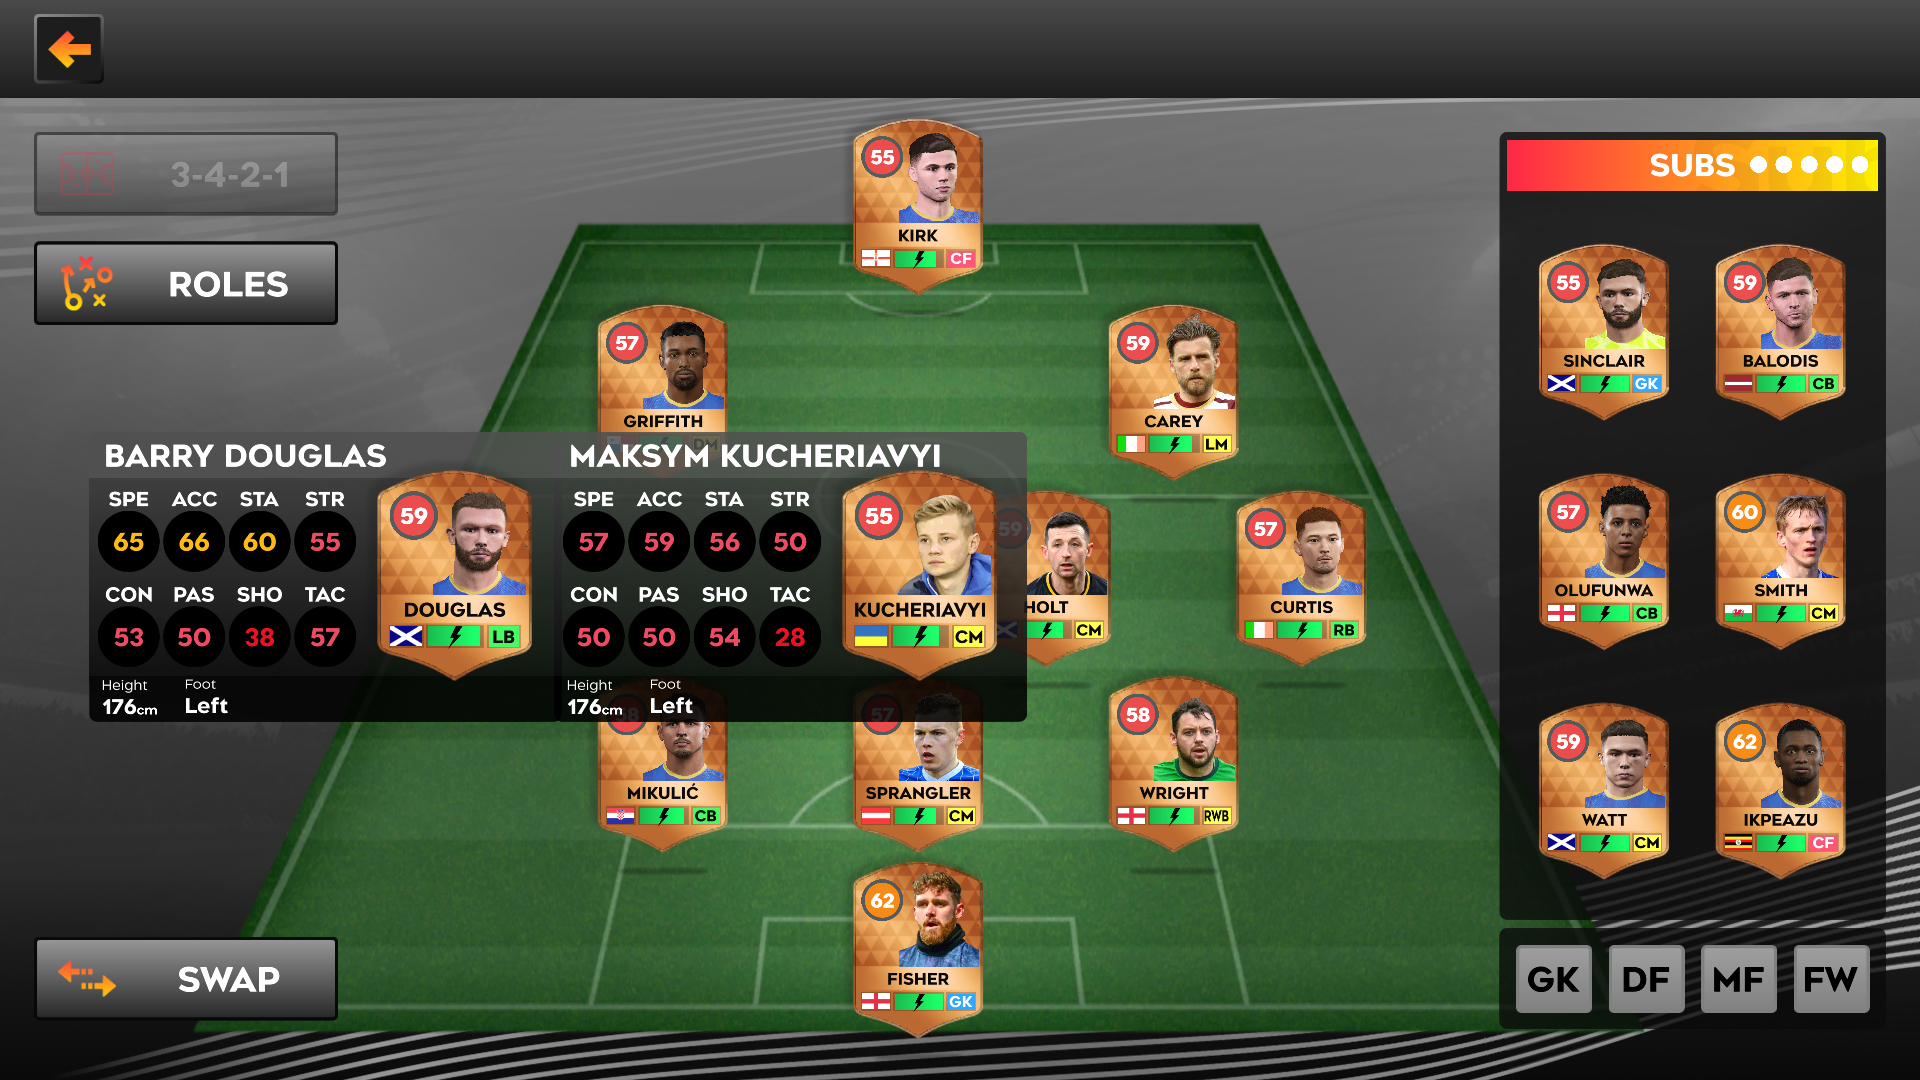 3-4-2-1
ROLES
55
KIRK
CF
57
GRIFFITH
DM
59
CAREY
LM
BARRY DOUGLAS
SPE ACC STA STR
65 66 60 55
CON PAS SHO TAC
53 50 38 57
59
DOUGLAS
LB
Height Foot
176cm Left
MAKSYM KUCHERIAVYI
SPE ACC STA STR
57 59 56 50
CON PAS SHO TAC
50 50 54 28
55
KUCHERIAVYI
CM
Height Foot
176cm Left
59
HOLT
CM
57
CURTIS
RB
MIKULIĆ
CB
57
SPRANGLER
CM
58
WRIGHT
RWB
62
FISHER
GK
SWAP
SUBS
55
SINCLAIR
GK
59
BALODIS
CB
57
OLUFUNWA
CB
60
SMITH
CM
59
WATT
CM
62
IKPEAZU
CF
GK DF MF FW